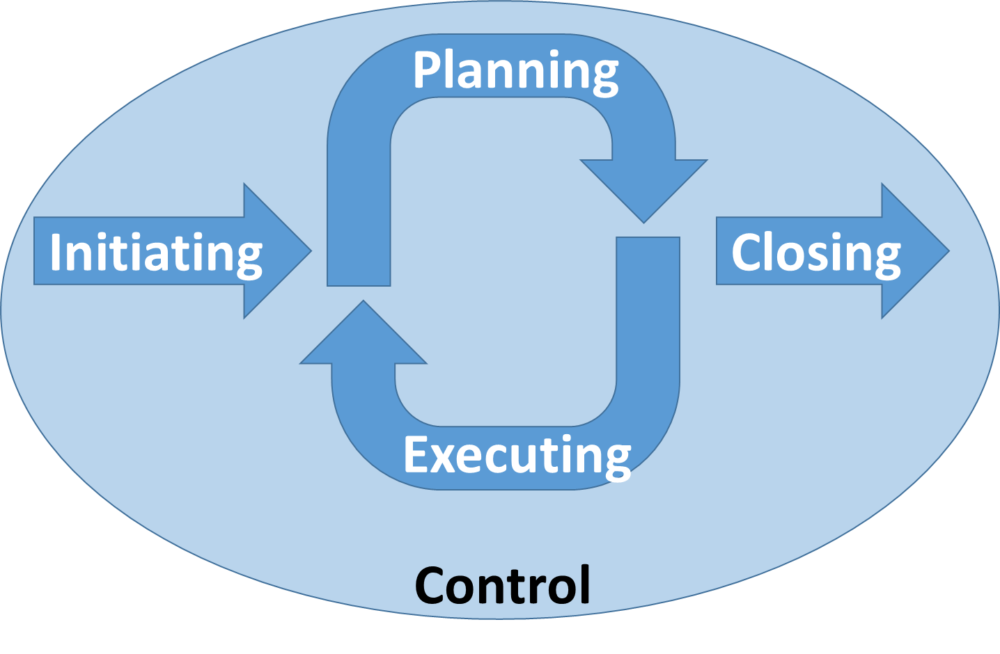 Planning
Initiating
Closing
Executing
Control